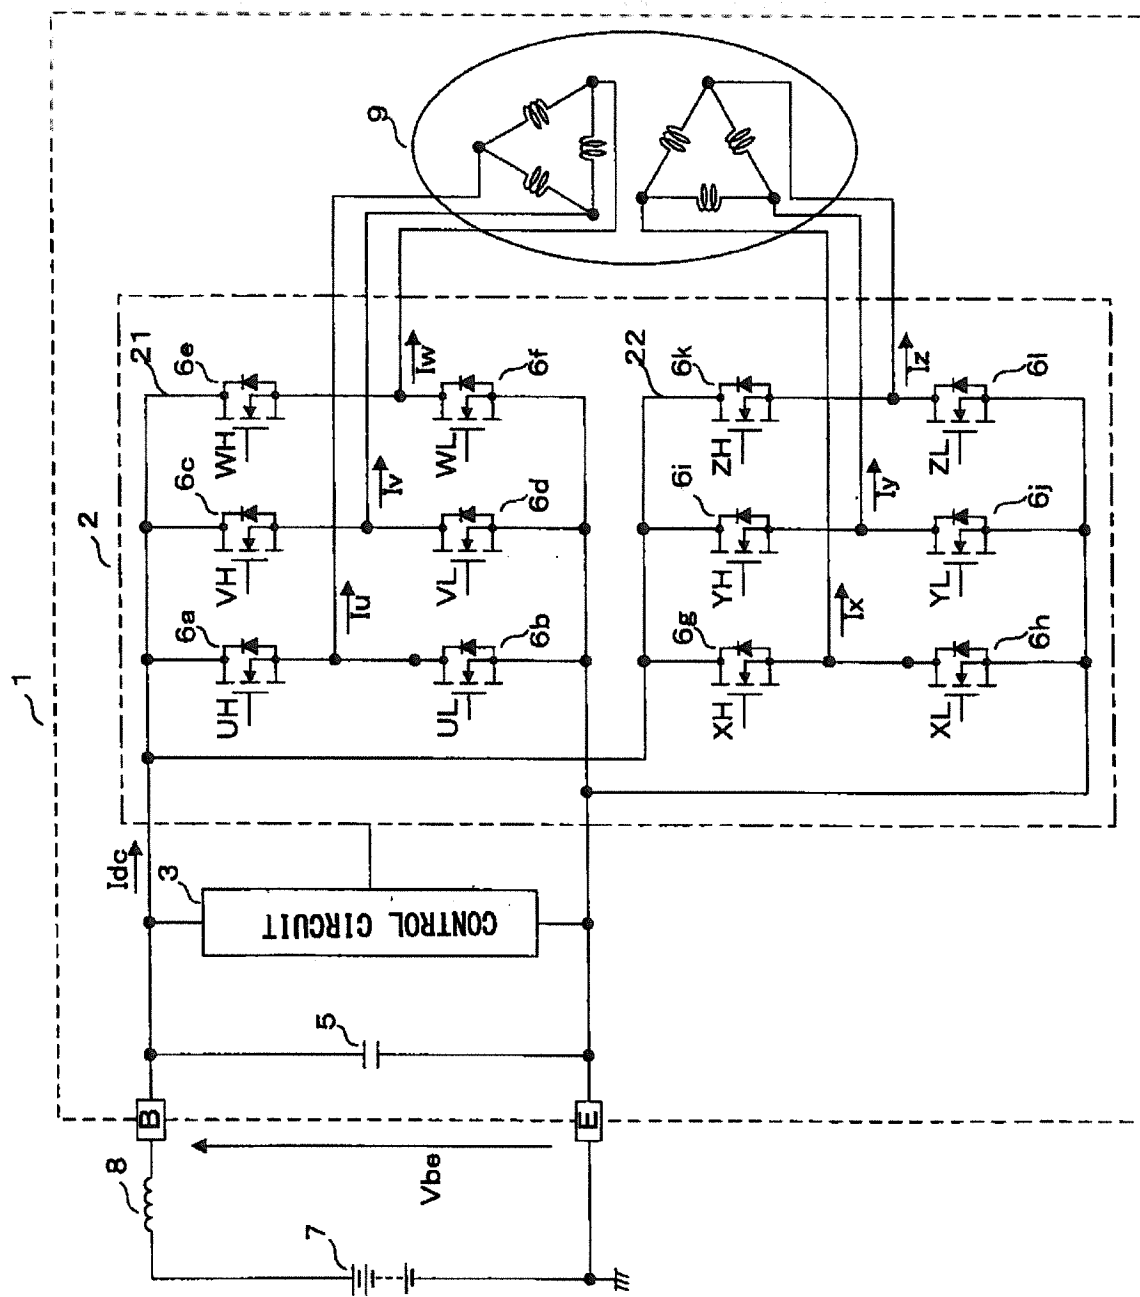 1
2
9
21
6e
6c
6a
WH
VH
UH
Iw
Iv
Iu
6f
6d
6b
WL
VL
UL
22
6k
6i
6g
ZH
YH
XH
Iz
Iy
Ix
6l
6j
6h
ZL
YL
XL
Idc
3
CONTROL CIRCUIT
5
B
E
8
Vbe
7